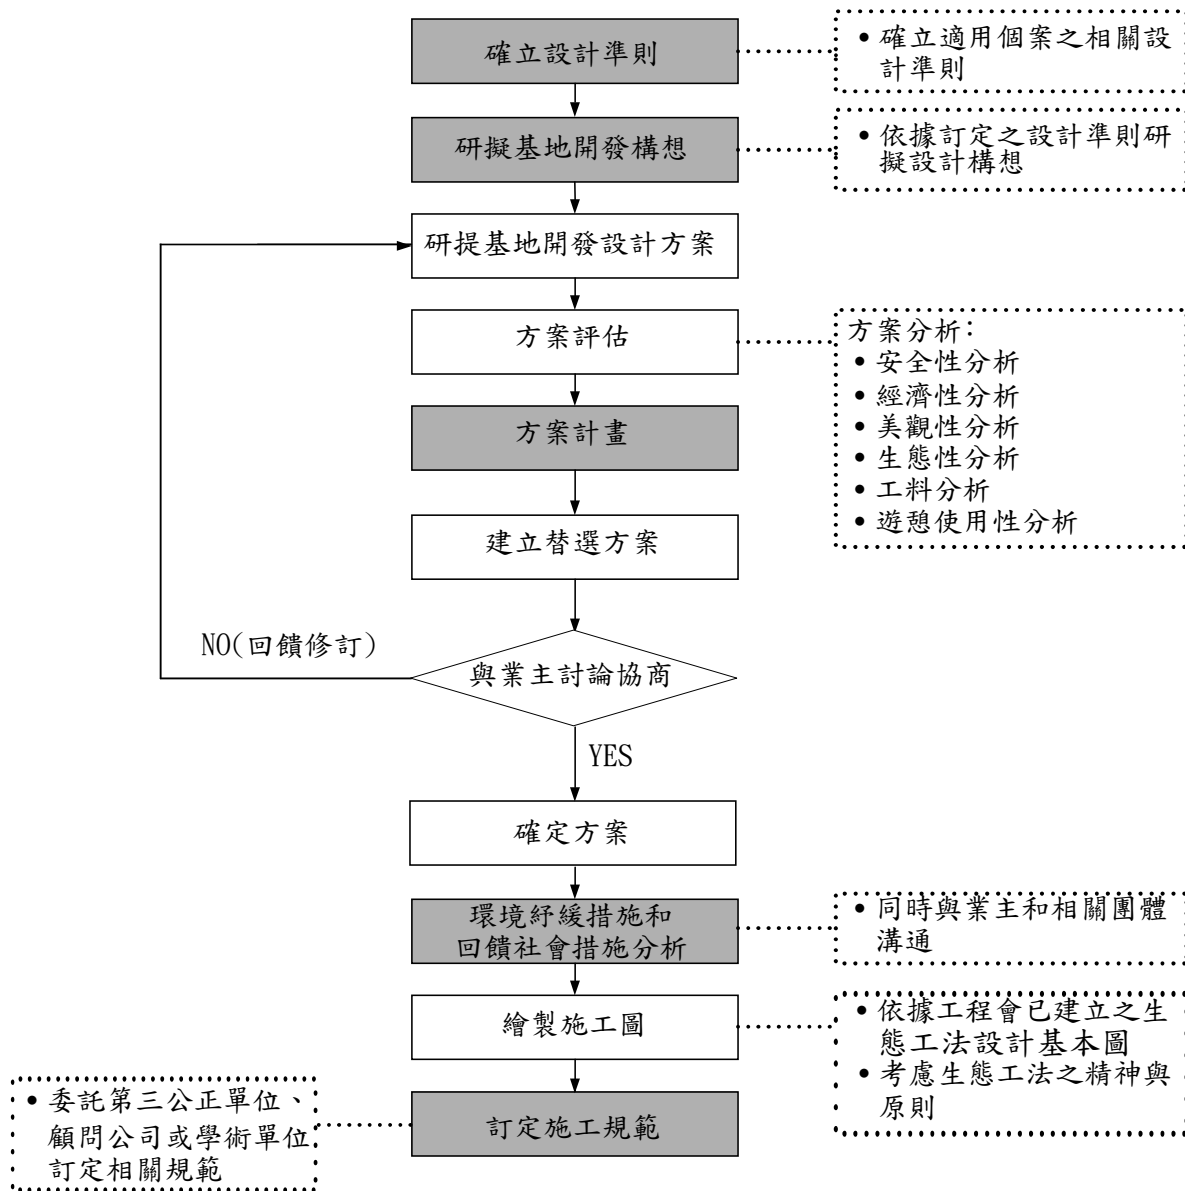 確立設計準則
• 確立適用個案之相關設
計準則
研擬基地開發構想
• 依據訂定之設計準則研
擬設計構想
研提基地開發設計方案
方案評估
方案分析:
• 安全性分析
• 經濟性分析
• 美觀性分析
• 生態性分析
• 工料分析
• 遊憩使用性分析
方案計畫
建立替選方案
NO(回饋修訂)
與業主討論協商
YES
確定方案
環境紓緩措施和
回饋社會措施分析
• 同時與業主和相關團體
溝通
繪製施工圖
• 依據工程會已建立之生
態工法設計基本圖
• 考慮生態工法之精神與
原則
• 委託第三公正單位、
顧問公司或學術單位
訂定相關規範
訂定施工規範